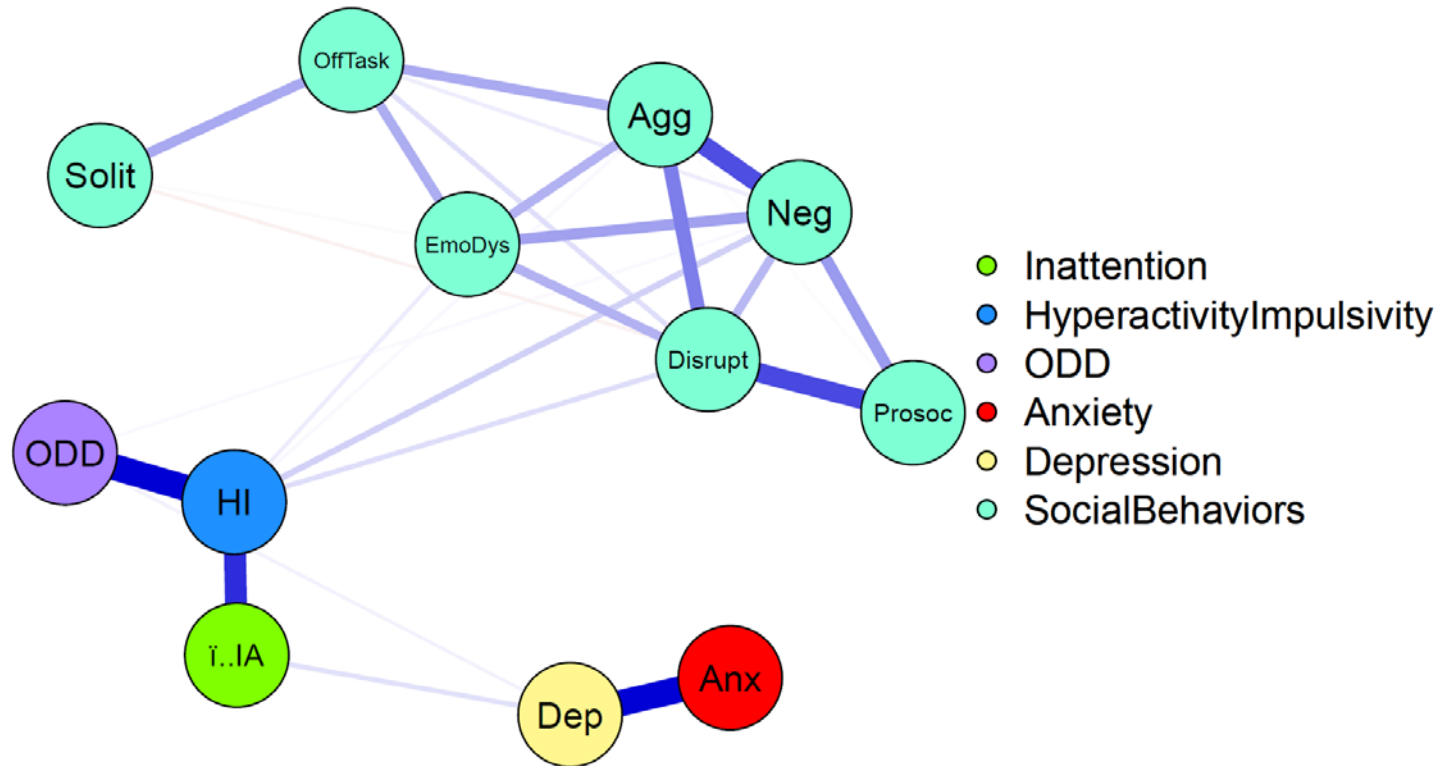 OffTask
Agg
Solit
Neg
EmoDys
Disrupt
Prosoc
ODD
HI
ï..IA
Dep
Anx
Inattention
HyperactivityImpulsivity
ODD
Anxiety
Depression
SocialBehaviors